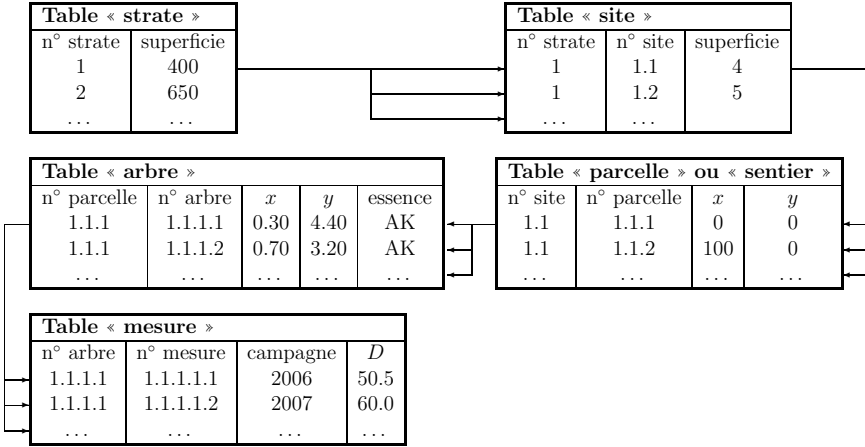 Table « strate »
n° strate superficie
1 400
2 650
... ...
Table « site »
n° strate n° site superficie
1 1.1 4
1 1.2 5
... ... ...
Table « arbre »
n° parcelle n° arbre x y essence
1.1.1 1.1.1.1 0.30 4.40 AK
1.1.1 1.1.1.2 0.70 3.20 AK
... ... ... ... ...
Table « parcelle » ou « sentier »
n° site n° parcelle x y
1.1 1.1.1 0 0
1.1 1.1.2 100 0
... ... ... ...
Table « mesure »
n° arbre n° mesure campagne D
1.1.1.1 1.1.1.1.1 2006 50.5
1.1.1.1 1.1.1.1.2 2007 60.0
... ... ... ...